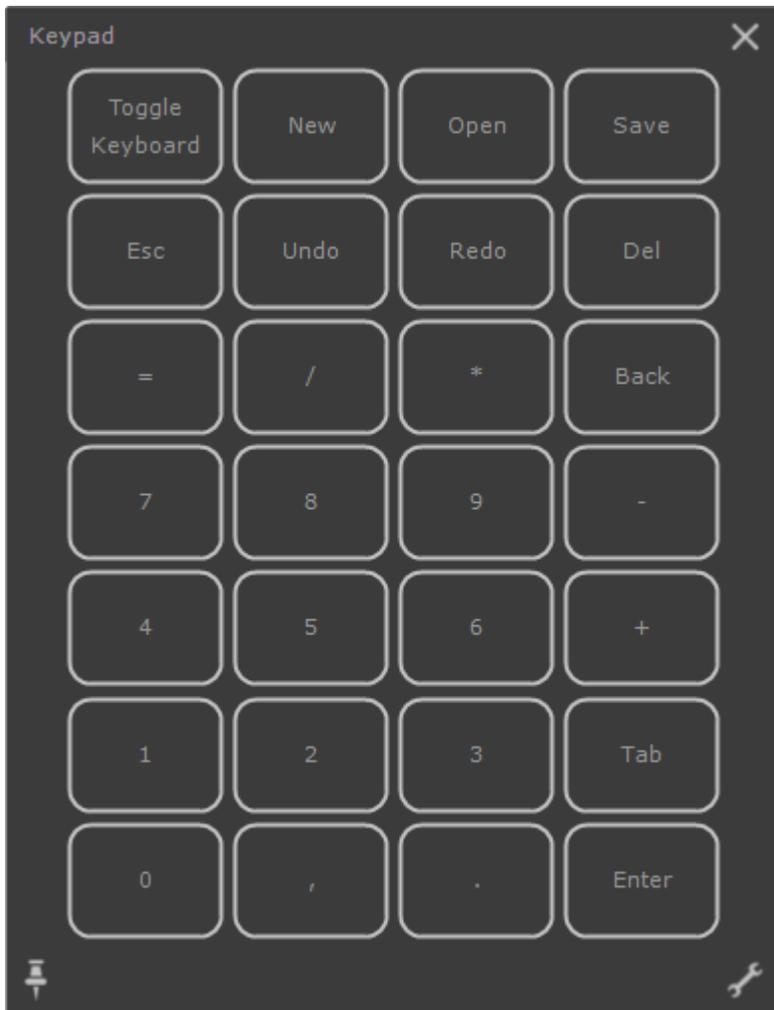 Keypad
Toggle
Keyboard
New
Open
Save
Esc
Undo
Redo
Del
=
/
*
Back
7
8
9
-
4
5
6
+
1
2
3
Tab
0
,
.
Enter